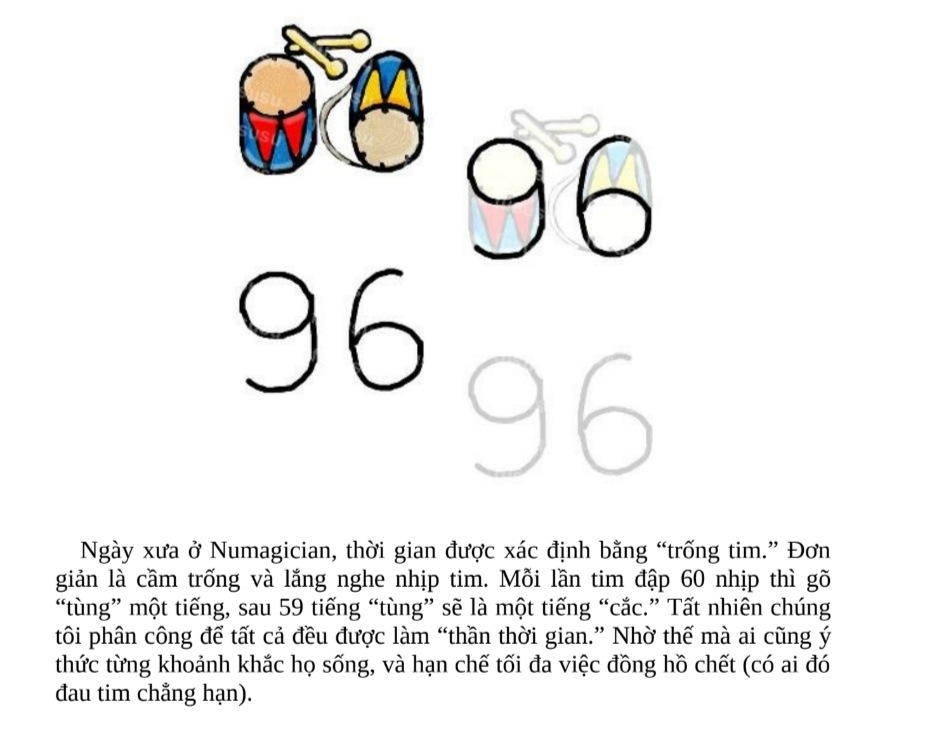 96
96
96
Ngày xưa ở Numagician, thời gian được xác định bằng “trống tim.” Đơn
giản là cầm trống và lắng nghe nhịp tim. Mỗi lần tim đập 60 nhịp thì gõ
“tùng” một tiếng, sau 59 tiếng “tùng” sẽ là một tiếng “cắc.” Tất nhiên chúng
tôi phân công để tất cả đều được làm “thần thời gian.” Nhờ thế mà ai cũng ý
thức từng khoảnh khắc họ sống, và hạn chế tối đa việc đồng hồ chết (có ai đó
đau tim chẳng hạn).